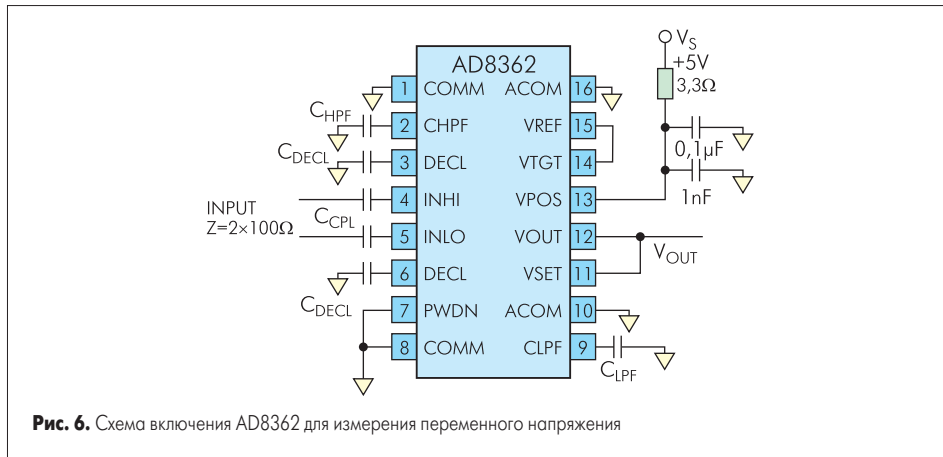 AD8362
V_S
+5V
3,3Ω
1 COMM ACOM 16
C_HPF
2 CHPF VREF 15
C_DECL
3 DECL VTGT 14
0,1μF
INPUT
Z=2×100Ω
C_CPL
4 INHI VPOS 13
1nF
5 INLO VOUT 12
V_OUT
6 DECL VSET 11
C_DECL
7 PWDN ACOM 10
8 COMM CLPF 9
C_LPF
Рис. 6. Схема включения AD8362 для измерения переменного напряжения